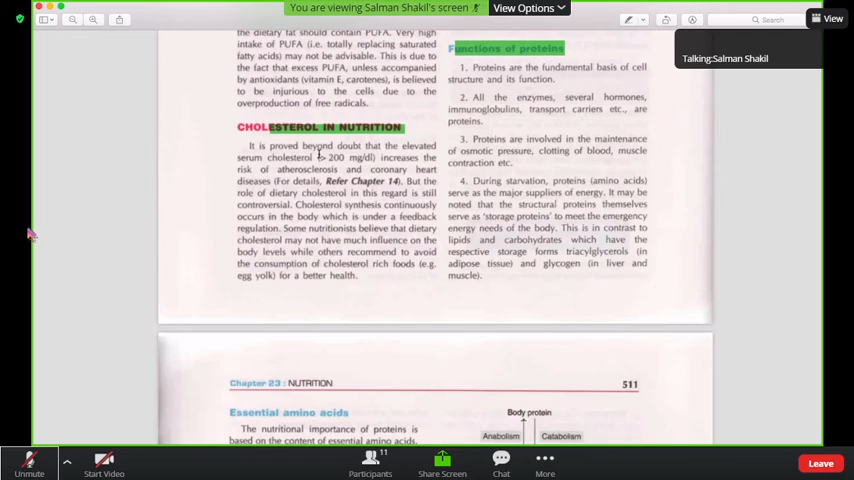 You are viewing Salman Shakil's screen
View Options
Search
View
Talking:Salman Shakil
the dietary fat should contain PUFA. Very high
intake of PUFA (i.e. totally replacing saturated
fatty acids) may not be advisable. This is due to
the fact that excess PUFA, unless accompanied
by antioxidants (vitamin E, carotenes), is believed
to be injurious to the cells due to the
overproduction of free radicals.
CHOLESTEROL IN NUTRITION
It is proved beyond doubt that the elevated
serum cholesterol (> 200 mg/dl) increases the
risk of atherosclerosis and coronary heart
diseases (For details, Refer Chapter 14). But the
role of dietary cholesterol in this regard is still
controversial. Cholesterol synthesis continuously
occurs in the body which is under a feedback
regulation. Some nutritionists believe that dietary
cholesterol may not have much influence on the
body levels while others recommend to avoid
the consumption of cholesterol rich foods (e.g.
egg yolk) for a better health.
Functions of proteins
1. Proteins are the fundamental basis of cell
structure and its function.
2. All the enzymes, several hormones,
immunoglobulins, transport carriers etc., are
proteins.
3. Proteins are involved in the maintenance
of osmotic pressure, clotting of blood, muscle
contraction etc.
4. During starvation, proteins (amino acids)
serve as the major suppliers of energy. It may be
noted that the structural proteins themselves
serve as 'storage proteins' to meet the emergency
energy needs of the body. This is in contrast to
lipids and carbohydrates which have the
respective storage forms triacylglycerols (in
adipose tissue) and glycogen (in liver and
muscle).
Chapter 23 : NUTRITION
511
Essential amino acids
The nutritional importance of proteins is
based on the content of essential amino acids.
Body protein
Anabolism
Catabolism
Unmute
Start Video
11
Participants
Share Screen
Chat
More
Leave